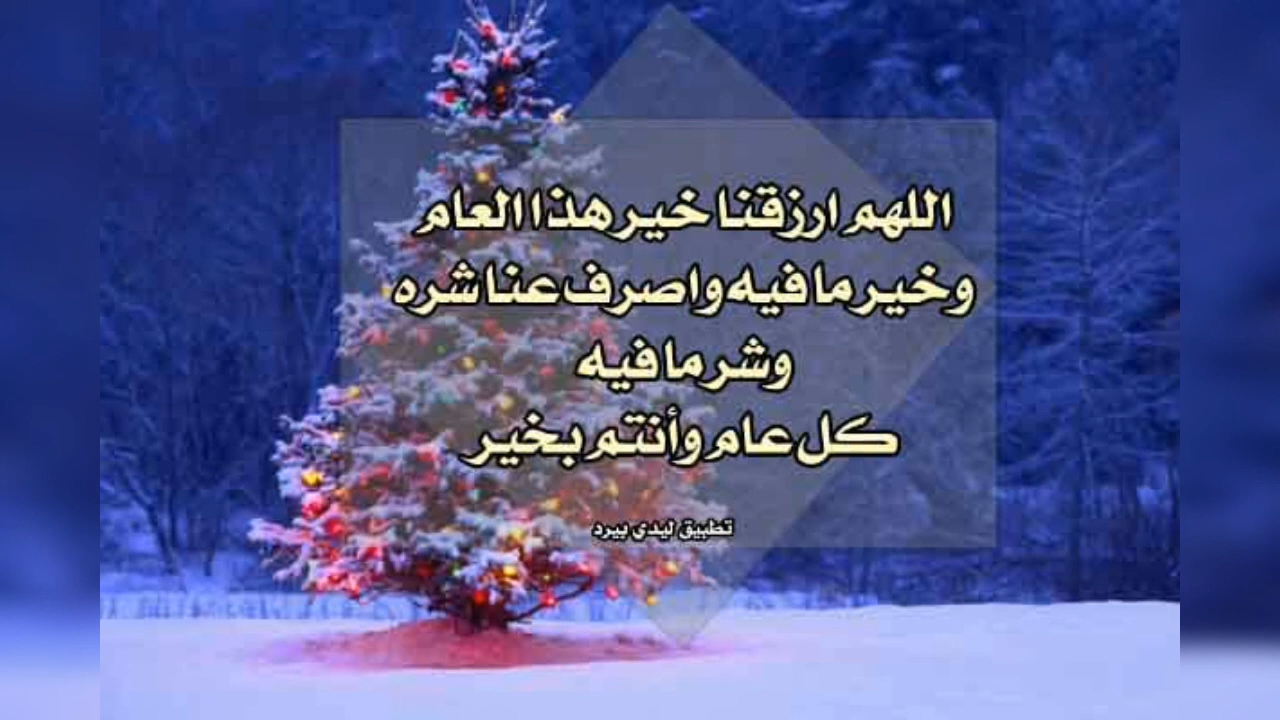 اللهم ارزقنا خير هذا العام
وخير ما فيه واصرف عنا شره
وشر ما فيه
كل عام وأنتم بخير
تطبيق ليدي بيرد